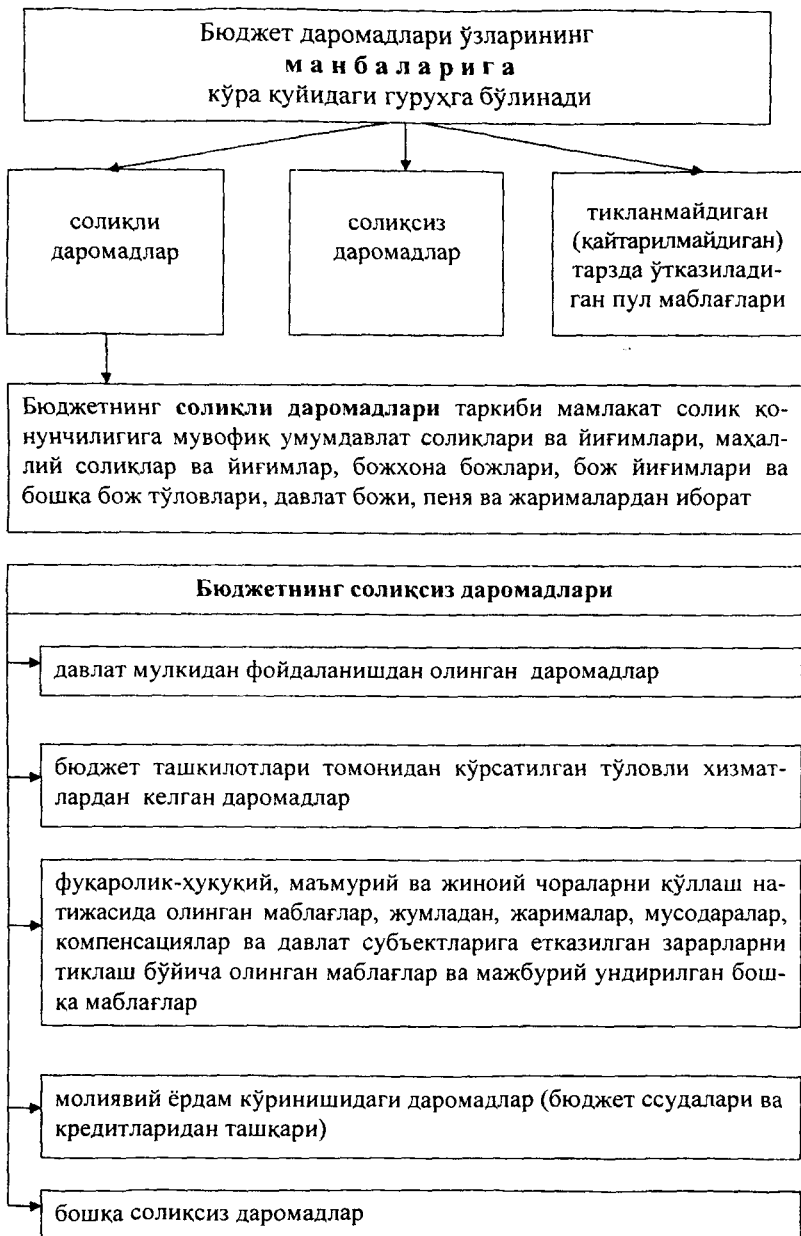 Бюджет даромадлари ўзларининг
манбаларига
кўра қуйидаги гуруҳга бўлинади
солиқли
даромадлар
солиқсиз
даромадлар
тикланмайдиган
(қайтарилмайдиган)
тарзда ўтказилади-
ган пул маблағлари
Бюджетнинг солиқли даромадлари таркиби мамлакат солиқ қо-
нунчилигига мувофиқ умумдавлат солиқлари ва йиғимлари, маҳал-
лий солиқлар ва йиғимлар, божхона божлари, бож йиғимлари ва
бошқа бож тўловлари, давлат божи, пеня ва жарималардан иборат
Бюджетнинг солиқсиз даромадлари
давлат мулкидан фойдаланишдан олинган даромадлар
бюджет ташкилотлари томонидан кўрсатилган тўловли хизмат-
лардан келган даромадлар
фуқаролик-ҳуқуқий, маъмурий ва жиноий чораларни қўллаш на-
тижасида олинган маблағлар, жумладан, жарималар, мусодаралар,
компенсациялар ва давлат субъектларига етказилган зарарларни
тиклаш бўйича олинган маблағлар ва мажбурий ундирилган бош-
қа маблағлар
молиявий ёрдам кўринишидаги даромадлар (бюджет ссудалари ва
кредитларидан ташқари)
бошқа солиқсиз даромадлар